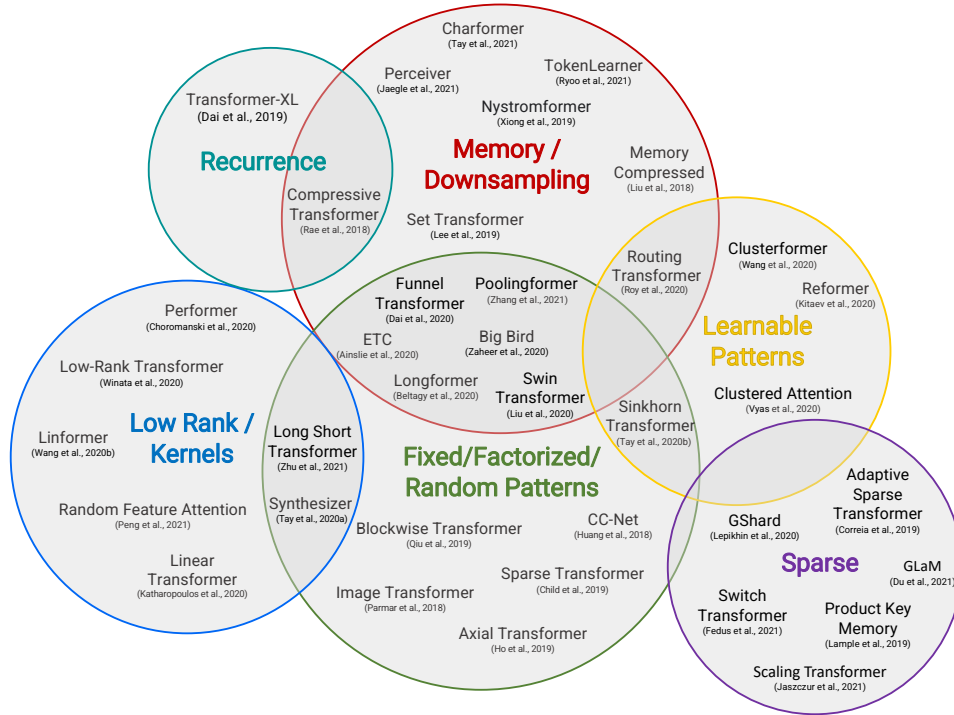 Charformer
(Tay et al., 2021)
TokenLearner
(Ryoo et al., 2021)
Perceiver
(Jaegle et al., 2021)
Transformer-XL
(Dai et al., 2019)
Nystromformer
(Xiong et al., 2019)
Recurrence
Memory /
Downsampling
Memory
Compressed
(Liu et al., 2018)
Compressive
Transformer
(Rae et al., 2018)
Set Transformer
(Lee et al., 2019)
Routing
Transformer
(Roy et al., 2020)
Clusterformer
(Wang et al., 2020)
Reformer
(Kitaev et al., 2020)
Funnel
Transformer
(Dai et al., 2020)
Poolingformer
(Zhang et al., 2021)
Performer
(Choromanski et al., 2020)
Learnable
Patterns
ETC
(Ainslie et al., 2020)
Big Bird
(Zaheer et al., 2020)
Low-Rank Transformer
(Winata et al., 2020)
Longformer
(Beltagy et al., 2020)
Swin
Transformer
(Liu et al., 2020)
Clustered Attention
(Vyas et al., 2020)
Sinkhorn
Transformer
(Tay et al., 2020b)
Low Rank /
Kernels
Linformer
(Wang et al., 2020b)
Long Short
Transformer
(Zhu et al., 2021)
Fixed/Factorized/
Random Patterns
Adaptive
Sparse
Transformer
(Correia et al., 2019)
Random Feature Attention
(Peng et al., 2021)
Synthesizer
(Tay et al., 2020a)
Blockwise Transformer
(Qiu et al., 2019)
CC-Net
(Huang et al., 2018)
GShard
(Lepikhin et al., 2020)
Sparse
GLaM
(Du et al., 2021)
Linear
Transformer
(Katharopoulos et al., 2020)
Sparse Transformer
(Child et al., 2019)
Image Transformer
(Parmar et al., 2018)
Switch
Transformer
(Fedus et al., 2021)
Product Key
Memory
(Lample et al., 2019)
Axial Transformer
(Ho et al., 2019)
Scaling Transformer
(Jaszczur et al., 2021)